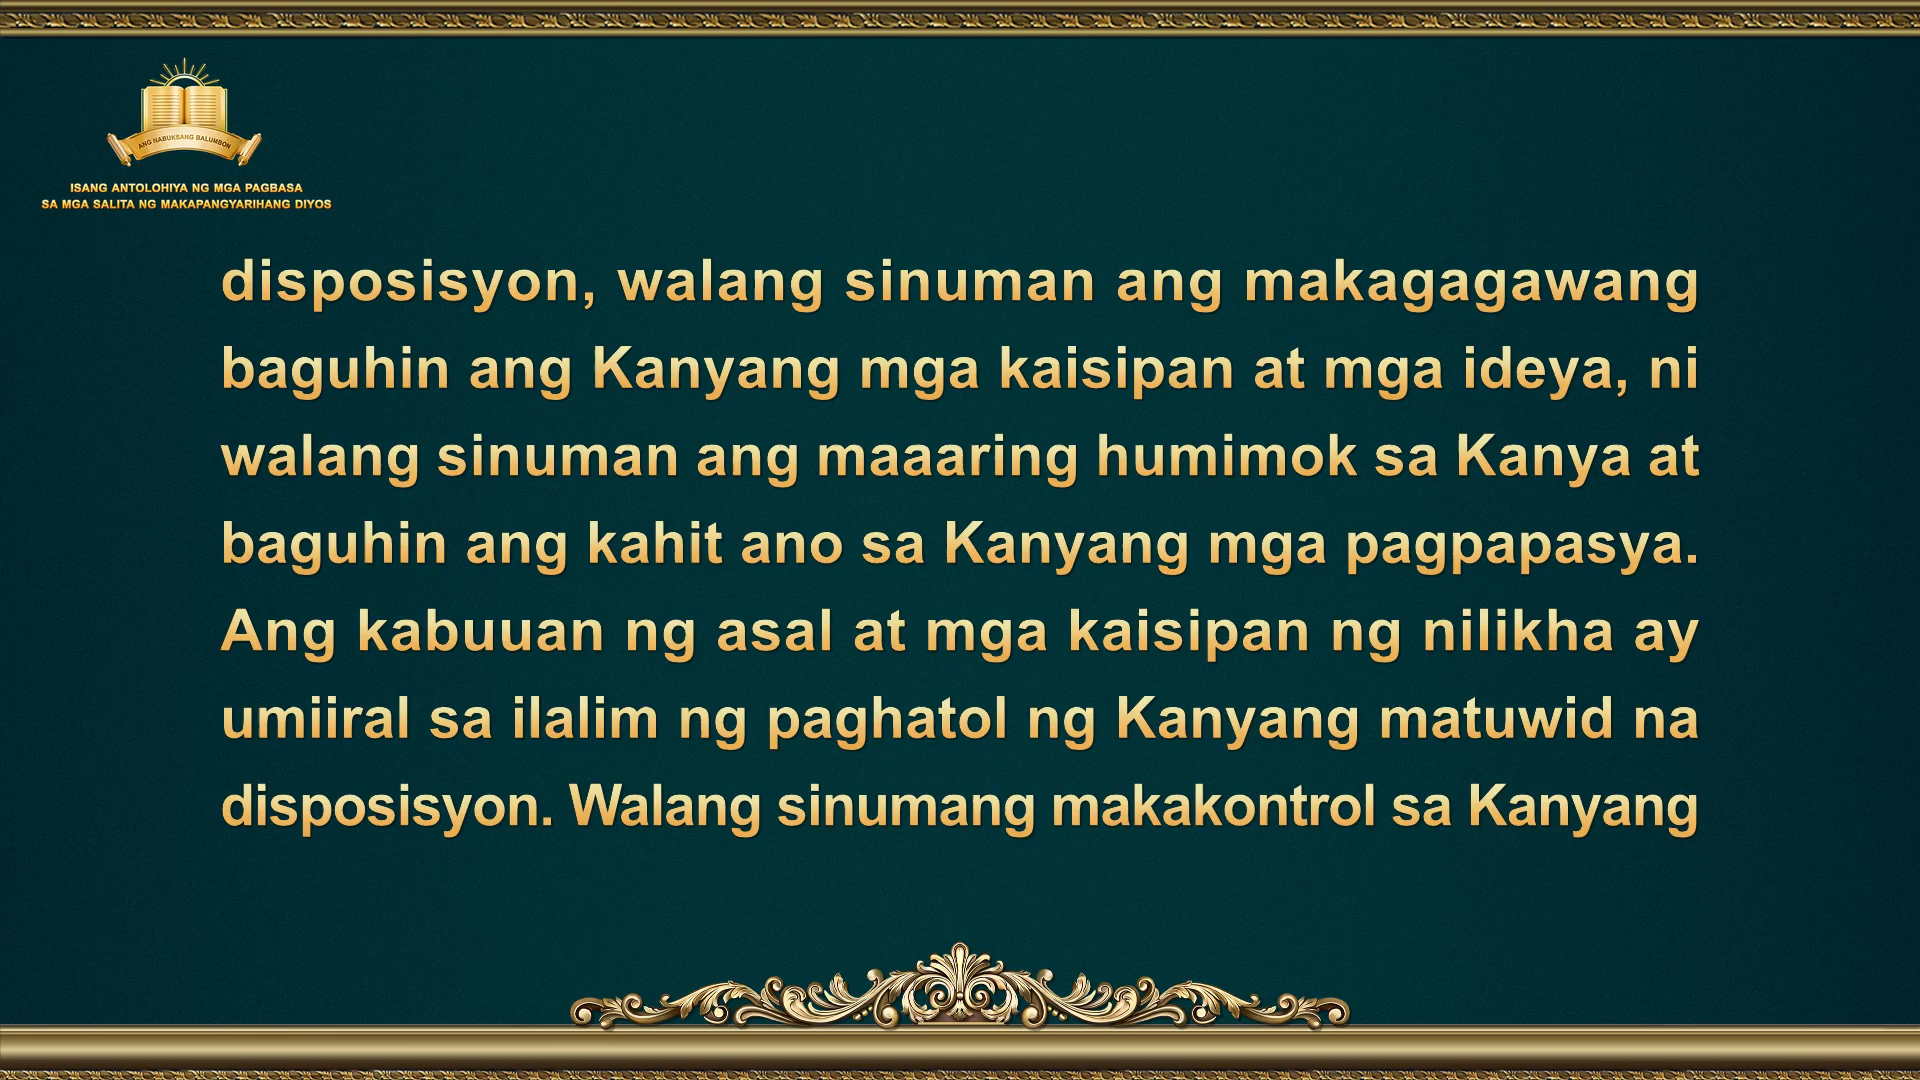 ANG NABUKSANG BALUMBON
ISANG ANTOLOHIYA NG MGA PAGBASA
SA MGA SALITA NG MAKAPANGYARIHANG DIYOS
disposisyon, walang sinuman ang makagagawang
baguhin ang Kanyang mga kaisipan at mga ideya, ni
walang sinuman ang maaaring humimok sa Kanya at
baguhin ang kahit ano sa Kanyang mga pagpapasya.
Ang kabuuan ng asal at mga kaisipan ng nilikha ay
umiiral sa ilalim ng paghatol ng Kanyang matuwid na
disposisyon. Walang sinumang makakontrol sa Kanyang